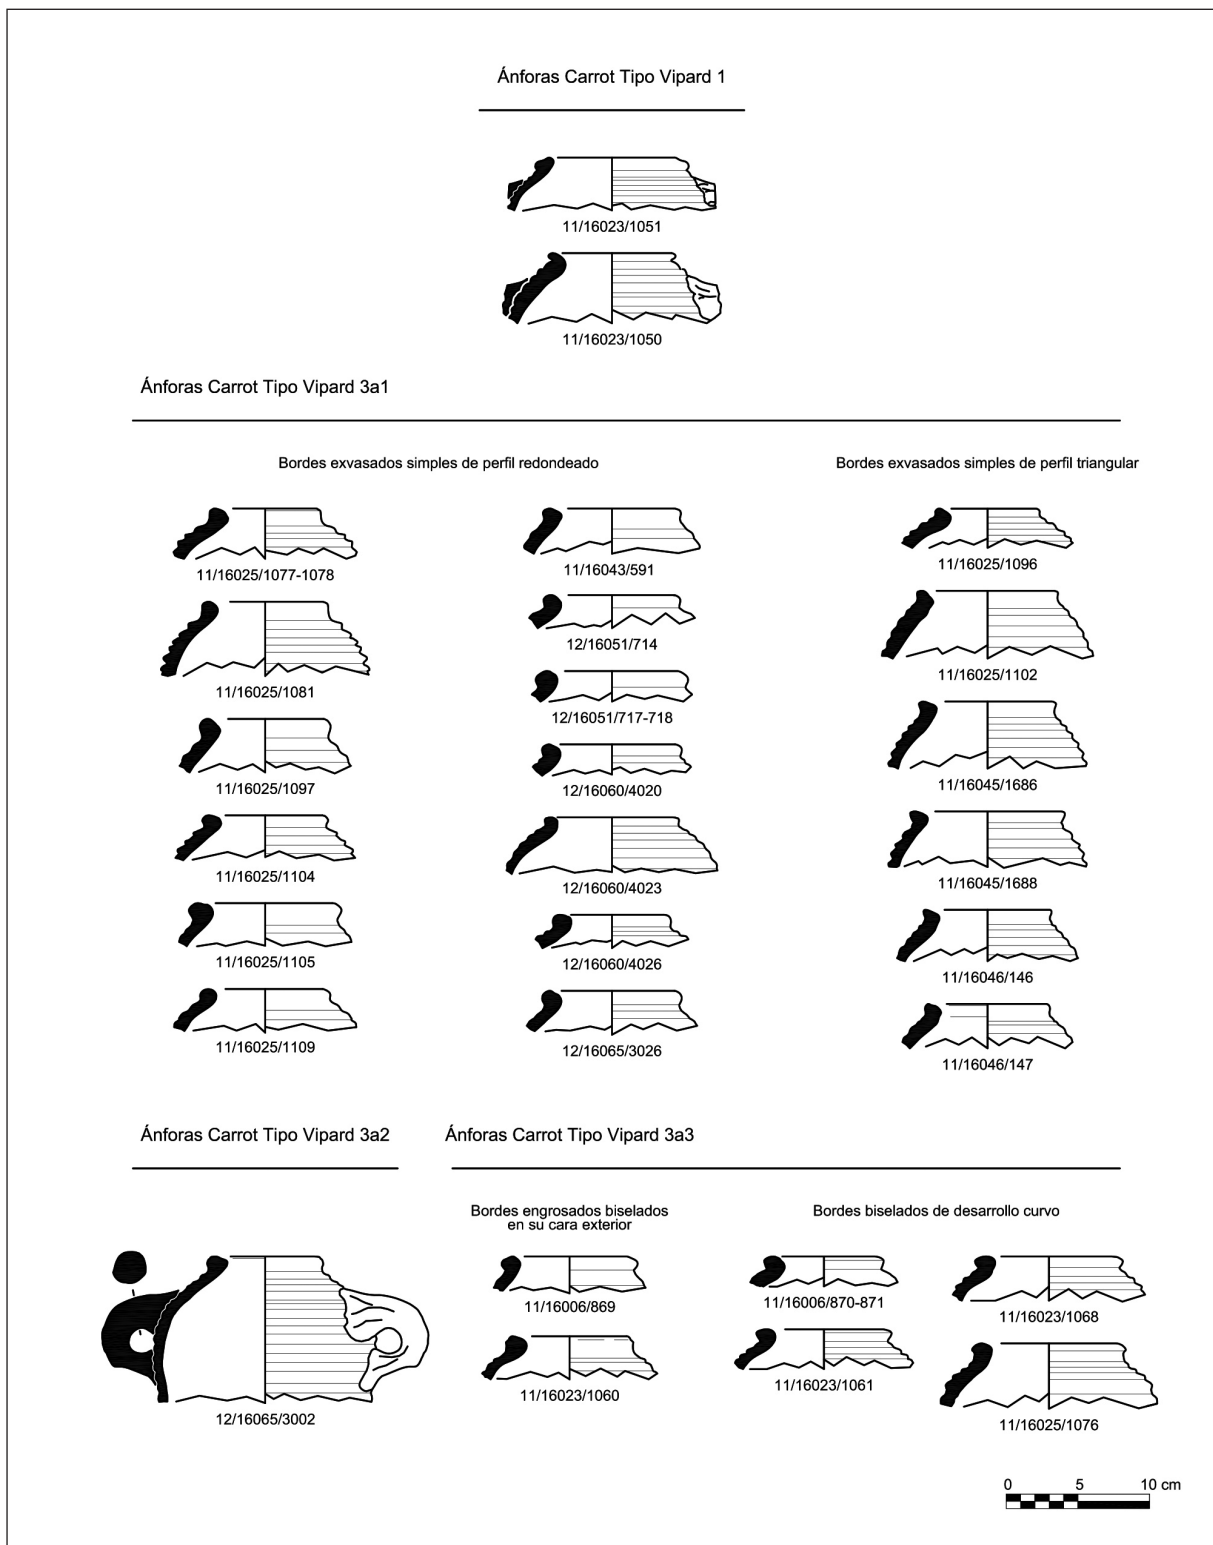 Ánforas Carrot Tipo Vipard 1
11/16023/1051
11/16023/1050
Ánforas Carrot Tipo Vipard 3a1
Bordes exvasados simples de perfil redondeado
11/16025/1077-1078
11/16025/1081
11/16025/1097
11/16025/1104
11/16025/1105
11/16025/1109
11/16043/591
12/16051/714
12/16051/717-718
12/16060/4020
12/16060/4023
12/16060/4026
12/16065/3026
Bordes exvasados simples de perfil triangular
11/16025/1096
11/16025/1102
11/16045/1686
11/16045/1688
11/16046/146
11/16046/147
Ánforas Carrot Tipo Vipard 3a2
12/16065/3002
Ánforas Carrot Tipo Vipard 3a3
Bordes engrosados biselados
en su cara exterior
11/16006/869
11/16023/1060
Bordes biselados de desarrollo curvo
11/16006/870-871
11/16023/1061
11/16023/1068
11/16025/1076
0 5 10 cm